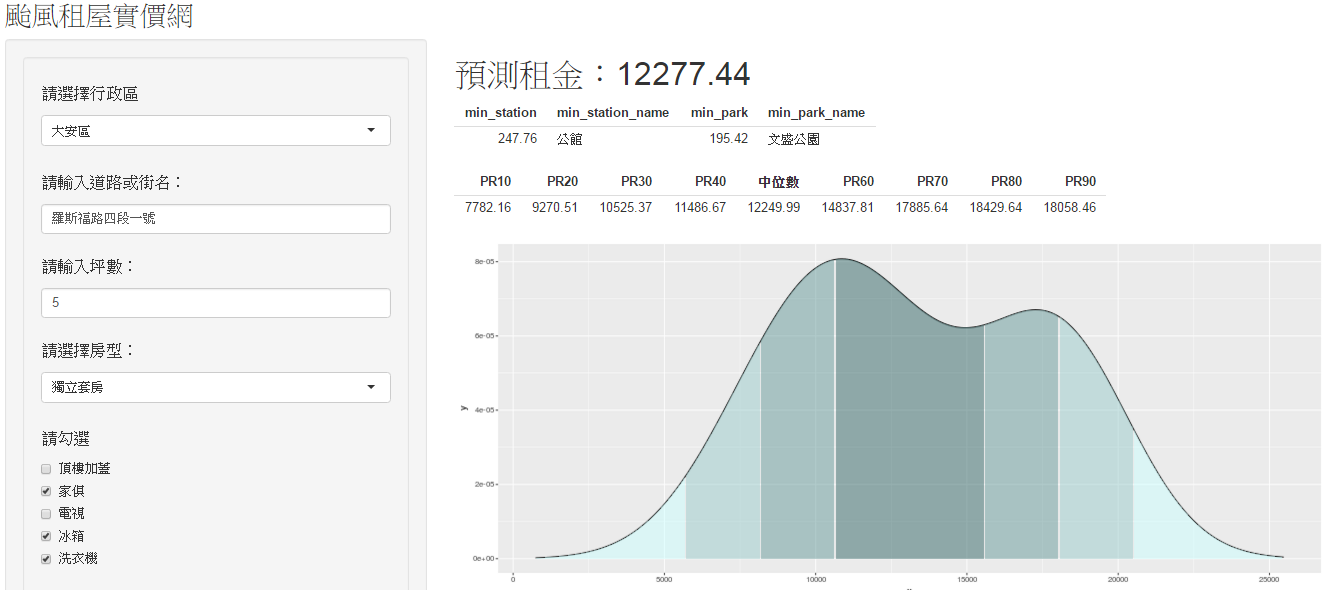 颱風租屋實價網
請選擇行政區
大安區
請輸入道路或街名：
羅斯福路四段一號
請輸入坪數：
5
請選擇房型：
獨立套房
請勾選
頂樓加蓋
家俱
電視
冰箱
洗衣機
預測租金：12277.44
min_station min_station_name min_park min_park_name
247.76 公館 195.42 文盛公園
PR10 PR20 PR30 PR40 中位數 PR60 PR70 PR80 PR90
7782.16 9270.51 10525.37 11486.67 12249.99 14837.81 17885.64 18429.64 18058.46
8e-05
6e-05
y
4e-05
2e-05
0e+00
0 5000 10000 15000 20000 25000